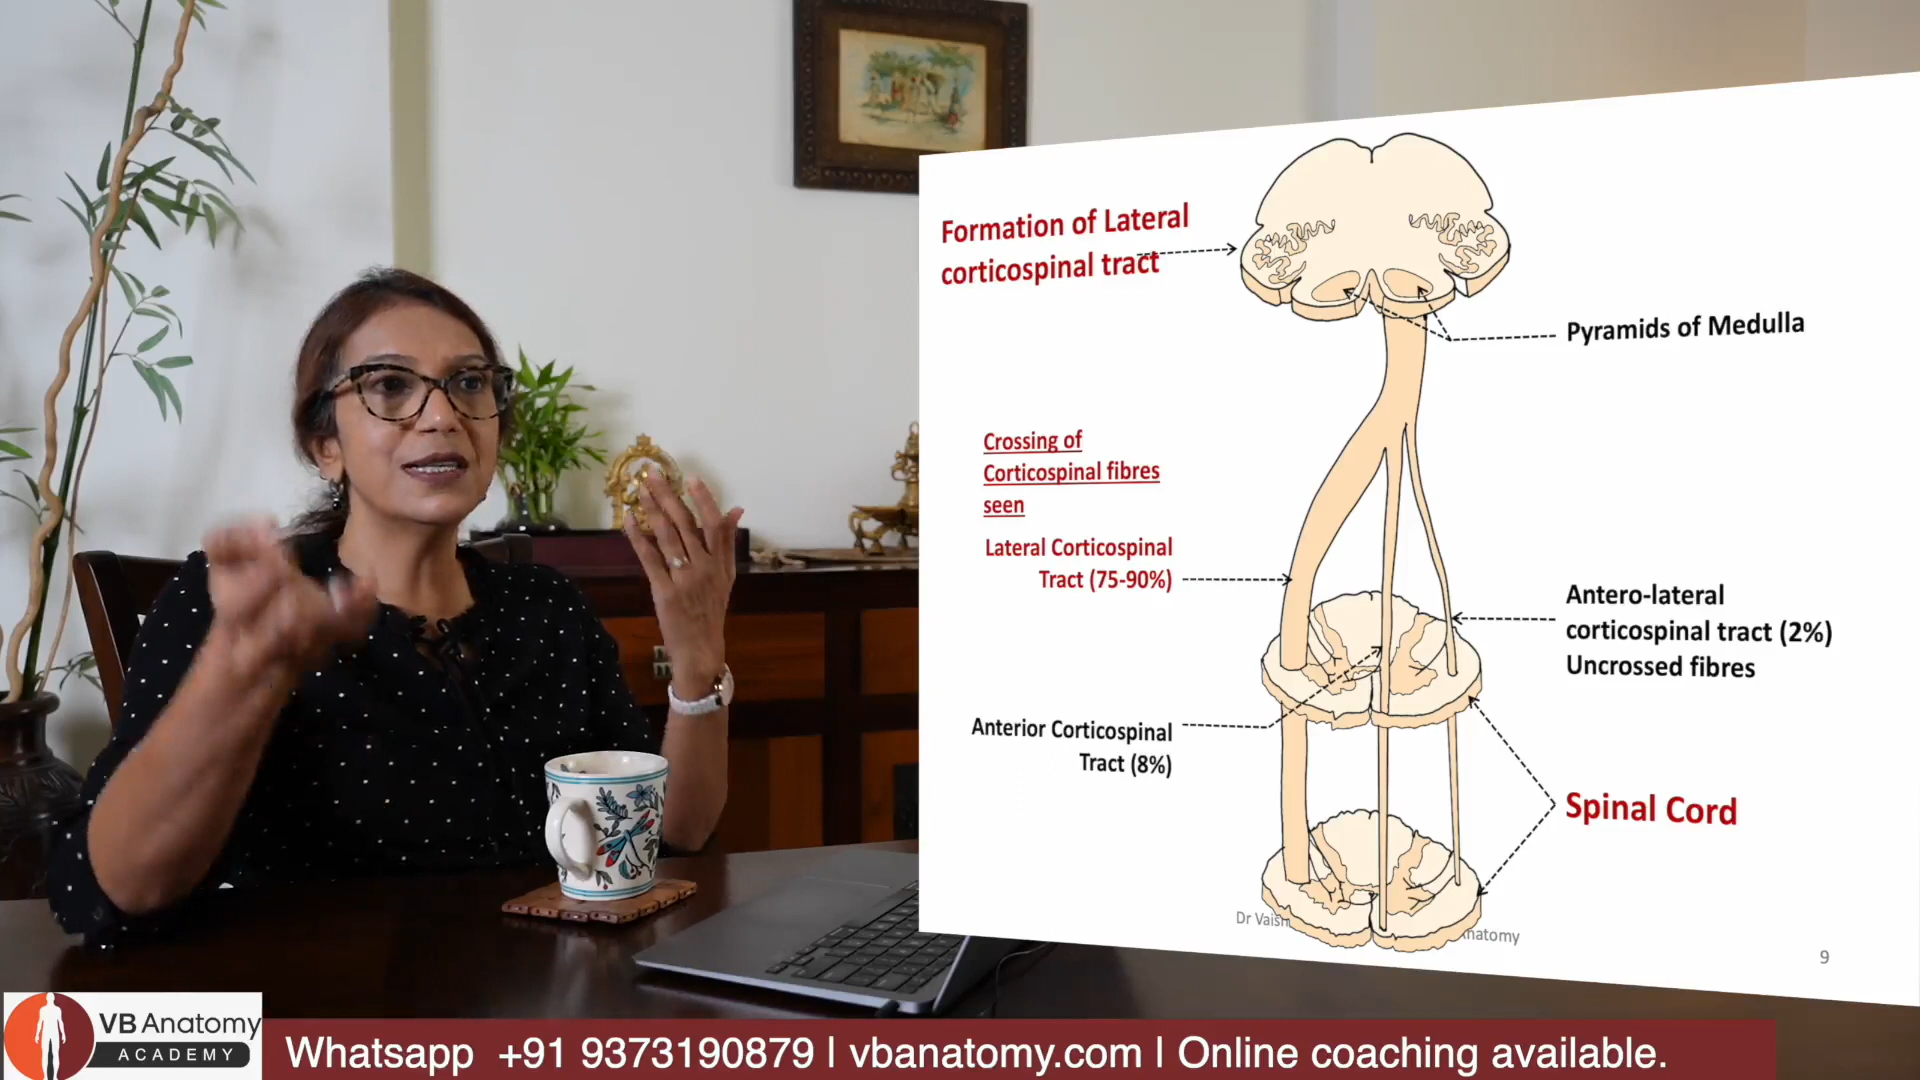 Formation of Lateral
corticospinal tract
Pyramids of Medulla
Crossing of
Corticospinal fibres
seen
Lateral Corticospinal
Tract (75-90%)
Antero-lateral
corticospinal tract (2%)
Uncrossed fibres
Anterior Corticospinal
Tract (8%)
Spinal Cord
Dr
9
VB Anatomy
ACADEMY
Whatsapp +91 9373190879 | vbanatomy.com | Online coaching available.